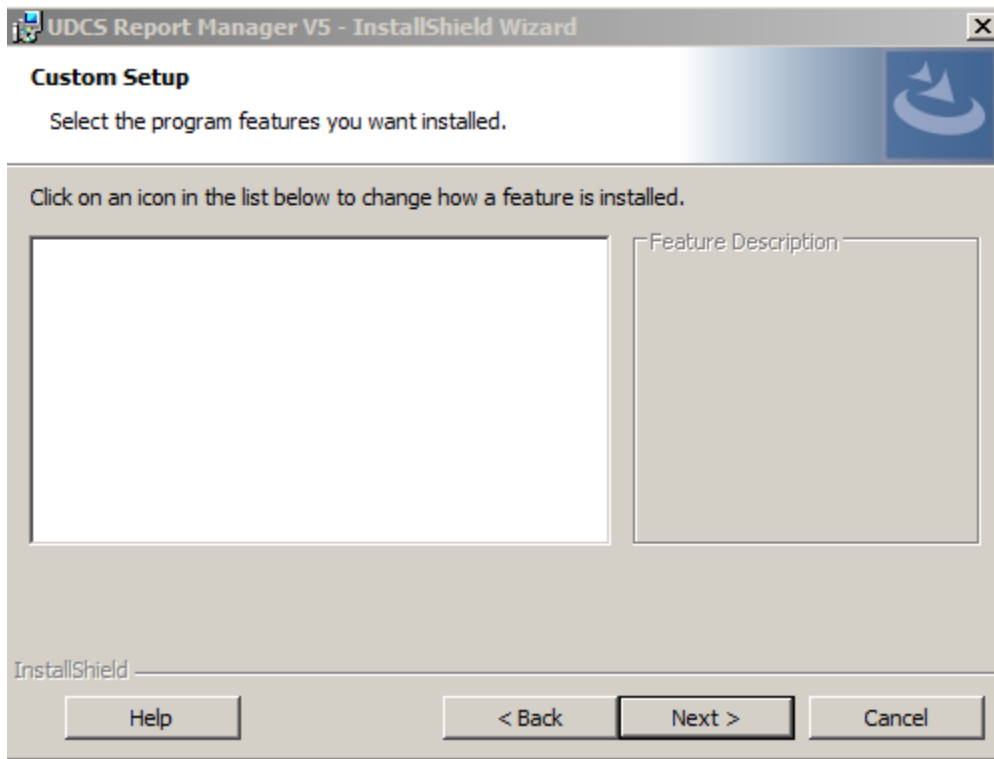 UDCS Report Manager V5 - InstallShield Wizard
Custom Setup
Select the program features you want installed.
Click on an icon in the list below to change how a feature is installed.
Feature Description
InstallShield
Help
< Back
Next >
Cancel